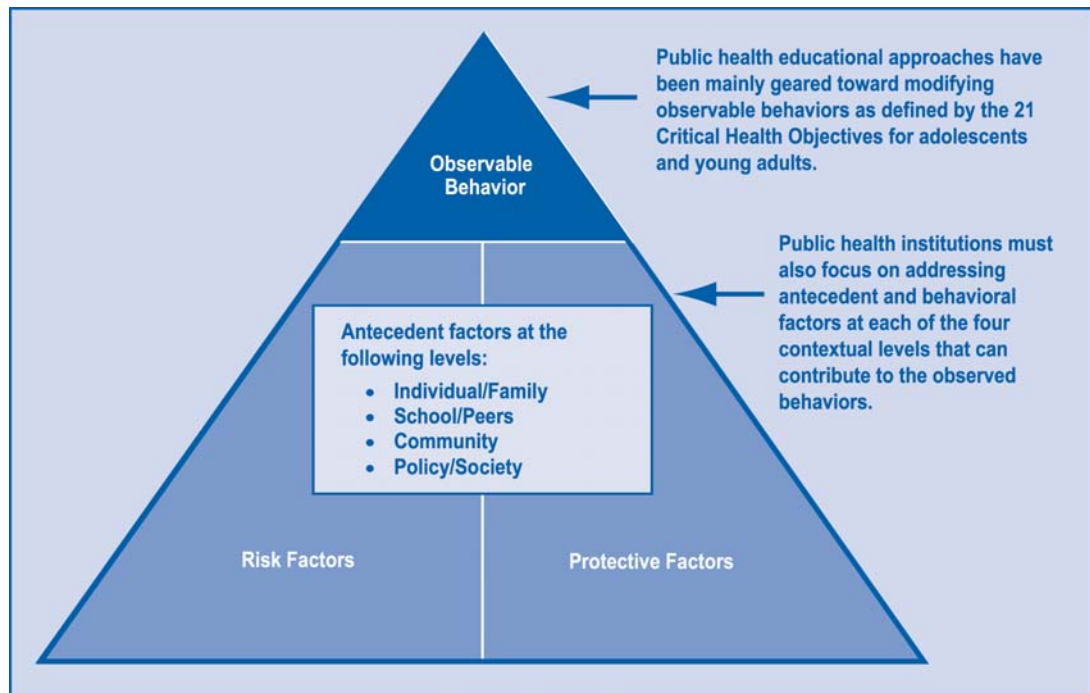 Public health educational approaches have
been mainly geared toward modifying
observable behaviors as defined by the 21
Critical Health Objectives for adolescents
and young adults.
Observable
Behavior
Public health institutions must
also focus on addressing
antecedent and behavioral
factors at each of the four
contextual levels that can
contribute to the observed
behaviors.
Antecedent factors at the
following levels:
• Individual/Family
• School/Peers
• Community
• Policy/Society
Risk Factors
Protective Factors